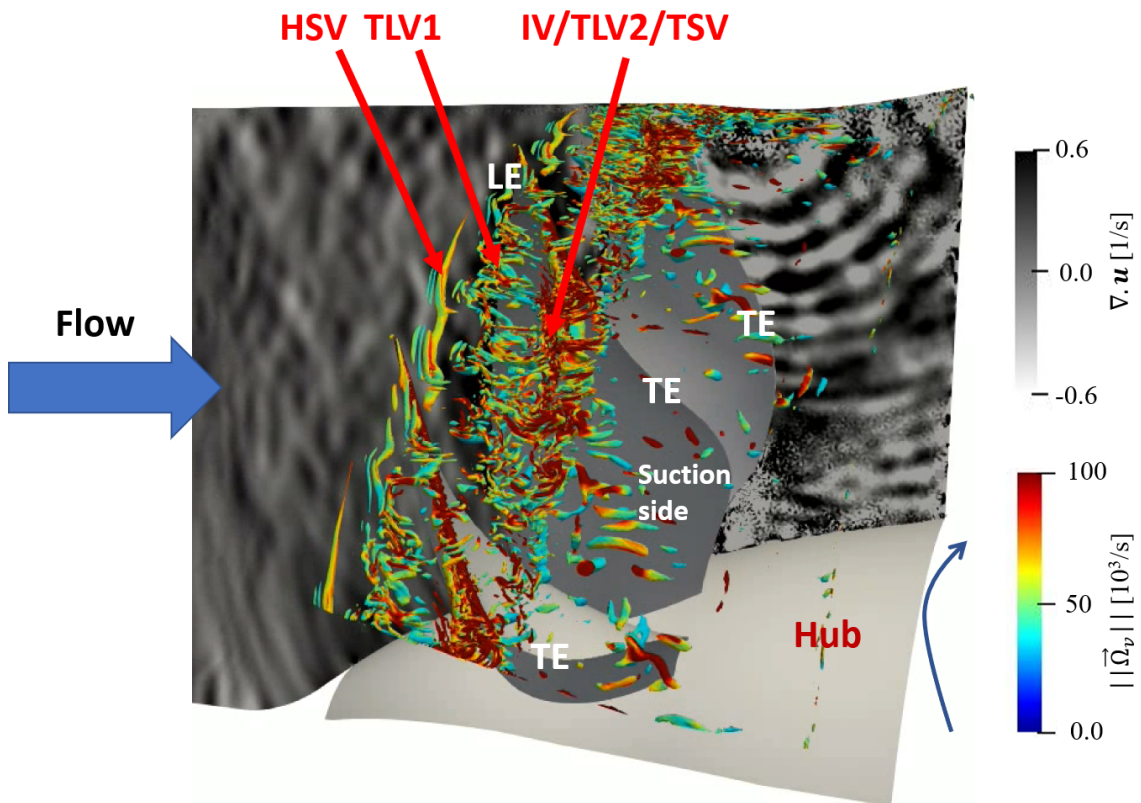 HSV TLV1 IV/TLV2/TSV
LE
Flow
TE
TE
Suction
side
TE
Hub
0.6
0.0
-0.6
∇. u [1/s]
100
50
0.0
||Ω⃗ᵥ|| [10³/s]